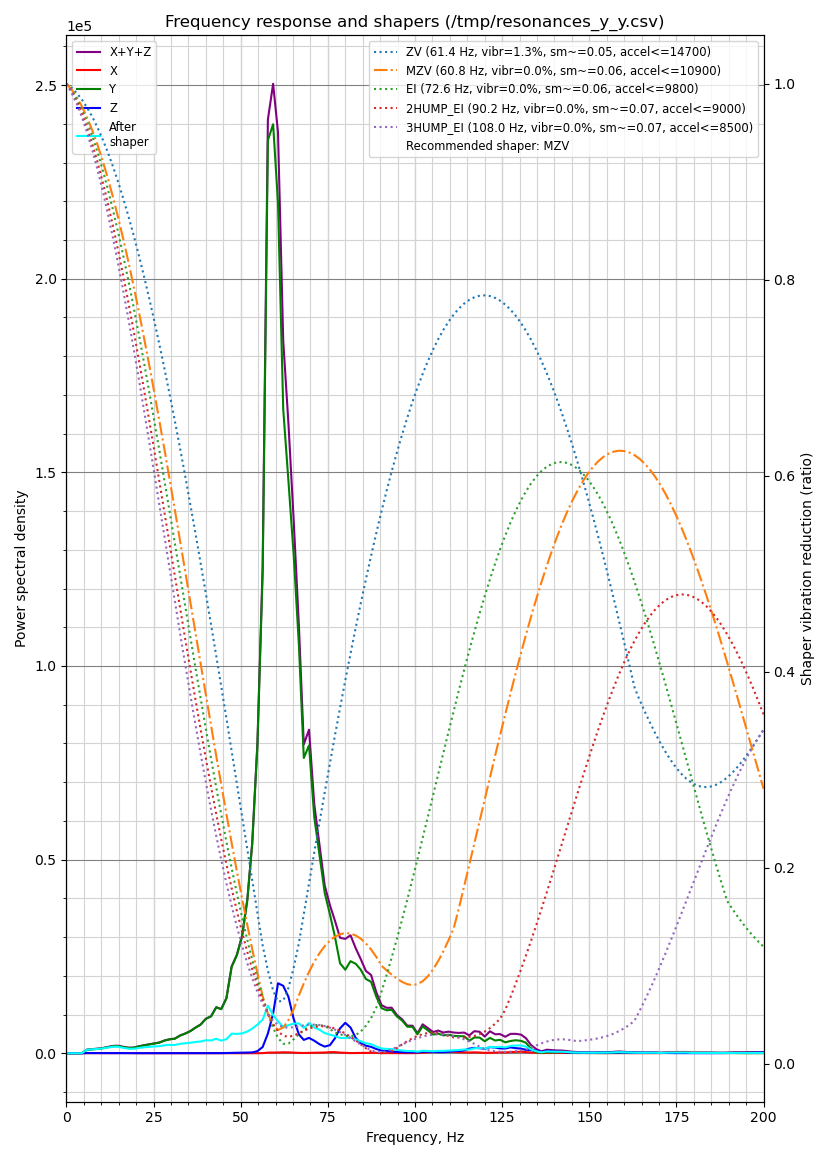 Frequency response and shapers (/tmp/resonances_y_y.csv)
1e5
X+Y+Z
X
Y
Z
After
shaper
ZV (61.4 Hz, vibr=1.3%, sm~=0.05, accel<=14700)
MZV (60.8 Hz, vibr=0.0%, sm~=0.06, accel<=10900)
EI (72.6 Hz, vibr=0.0%, sm~=0.06, accel<=9800)
2HUMP_EI (90.2 Hz, vibr=0.0%, sm~=0.07, accel<=9000)
3HUMP_EI (108.0 Hz, vibr=0.0%, sm~=0.07, accel<=8500)
Recommended shaper: MZV
2.5
2.0
1.5
1.0
0.5
0.0
Power spectral density
1.0
0.8
0.6
0.4
0.2
0.0
Shaper vibration reduction (ratio)
0 25 50 75 100 125 150 175 200
Frequency, Hz